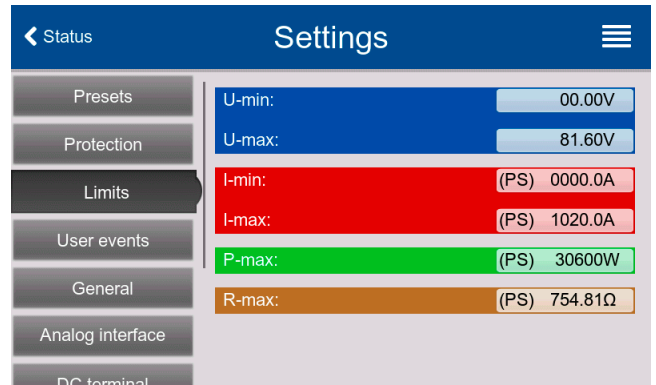 Status
Settings
Presets
Protection
Limits
User events
General
Analog interface
DC terminal
U-min: 00.00V
U-max: 81.60V
I-min: (PS) 0000.0A
I-max: (PS) 1020.0A
P-max: (PS) 30600W
R-max: (PS) 754.81Ω